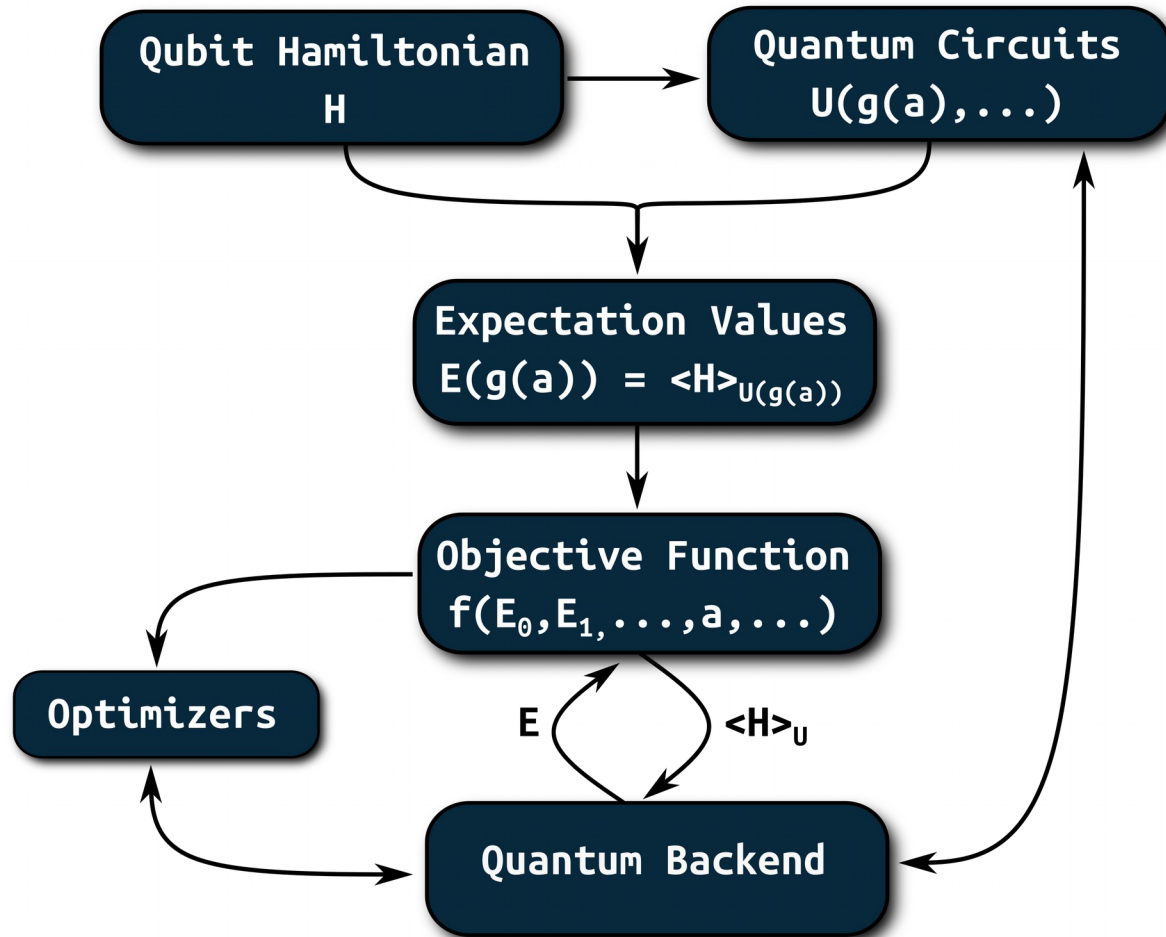 Qubit Hamiltonian
H
Quantum Circuits
U(g(a),...)
Expectation Values
E(g(a)) = <H>U(g(a))
Objective Function
f(E0,E1,...,a,...)
Optimizers
E
<H>U
Quantum Backend